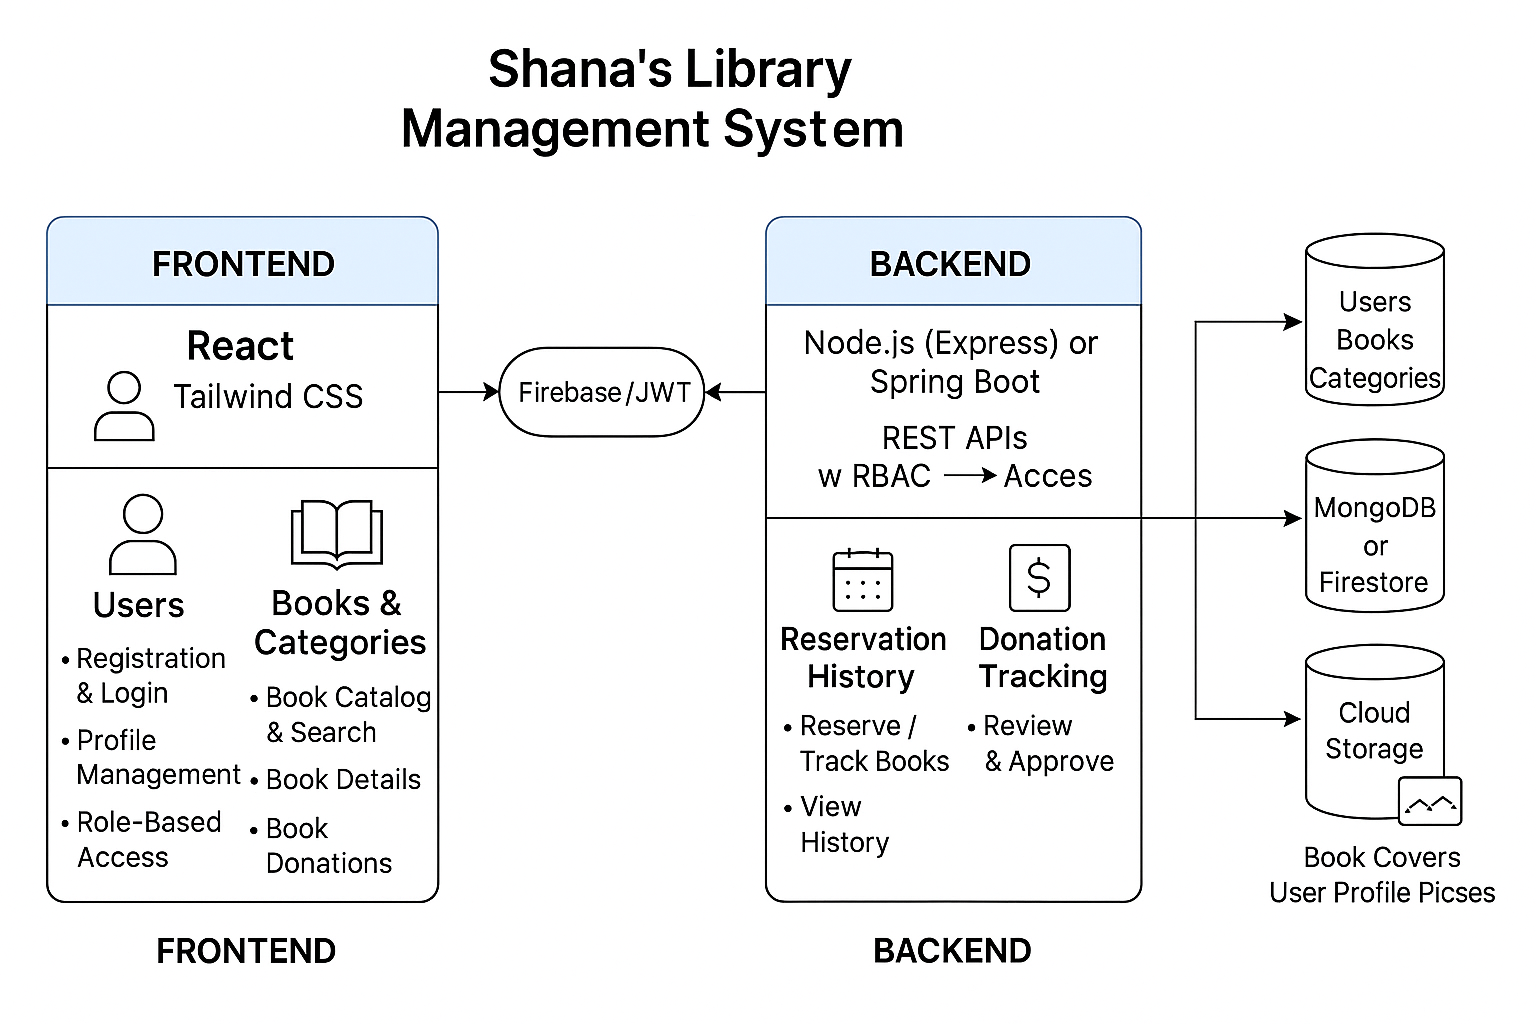 Shana's Library
Management System
FRONTEND
React
Tailwind CSS
Users
• Registration
& Login
• Profile
Management
• Role-Based
Access
Books &
Categories
• Book Catalog
& Search
• Book Details
• Book
Donations
FRONTEND
Firebase/JWT
BACKEND
Node.js (Express) or
Spring Boot
REST APIs
w RBAC → Acces
Reservation
History
• Reserve /
Track Books
• View
History
Donation
Tracking
• Review
& Approve
BACKEND
Users
Books
Categories
MongoDB
or
Firestore
Cloud
Storage
Book Covers
User Profile Picses